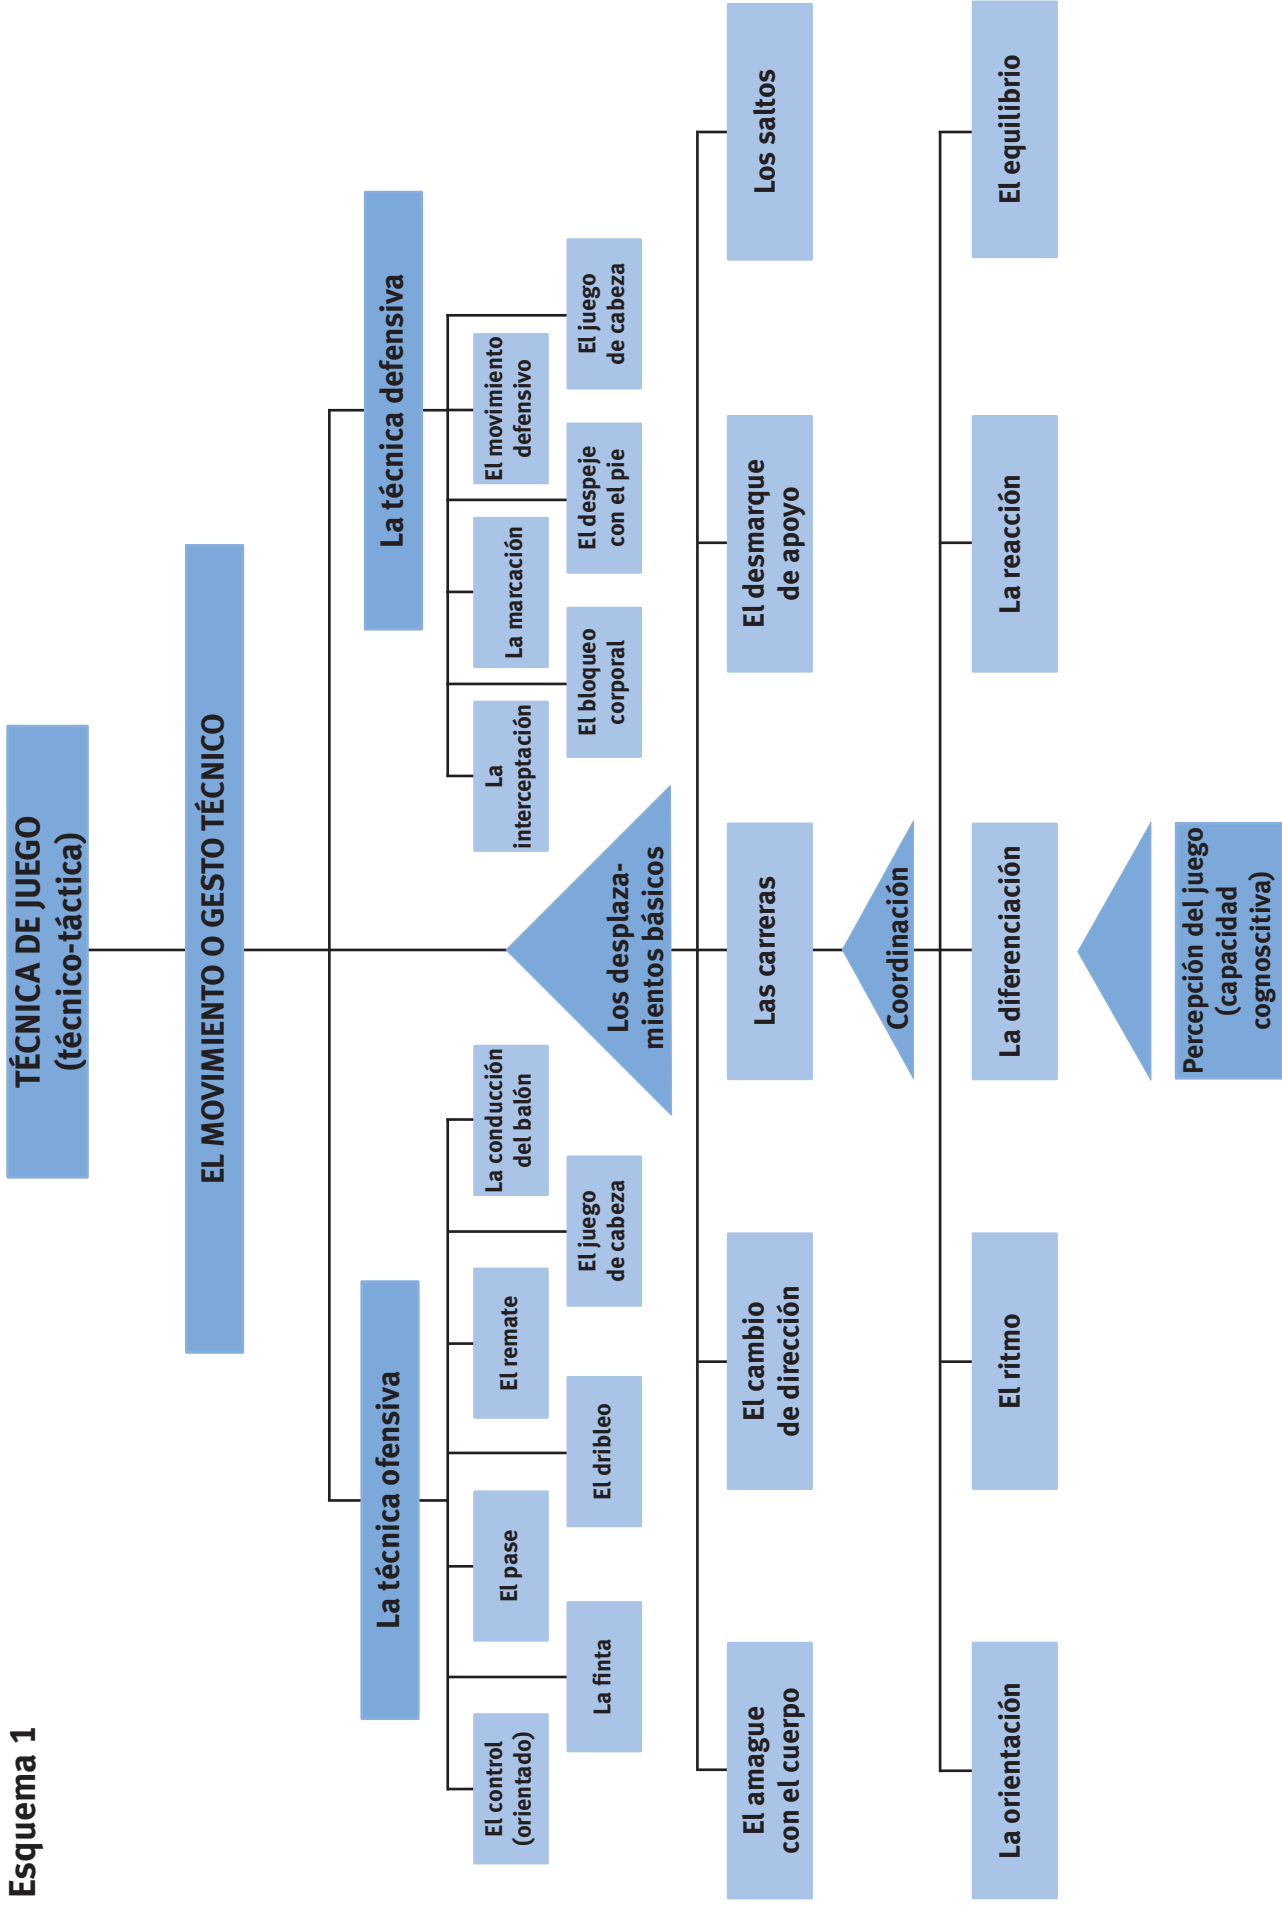 Esquema 1
TÉCNICA DE JUEGO
(técnico-táctica)
EL MOVIMIENTO O GESTO TÉCNICO
La técnica ofensiva
La técnica defensiva
El control
(orientado)
El pase
El remate
La conducción
del balón
La finta
El dribleo
El juego
de cabeza
La
interceptación
La marcación
El movimiento
defensivo
El bloqueo
corporal
El despeje
con el pie
El juego
de cabeza
Los desplaza-
mientos básicos
El amague
con el cuerpo
El cambio
de dirección
Las carreras
El desmarque
de apoyo
Los saltos
Coordinación
La orientación
El ritmo
La diferenciación
La reacción
El equilibrio
Percepción del juego
(capacidad
cognoscitiva)